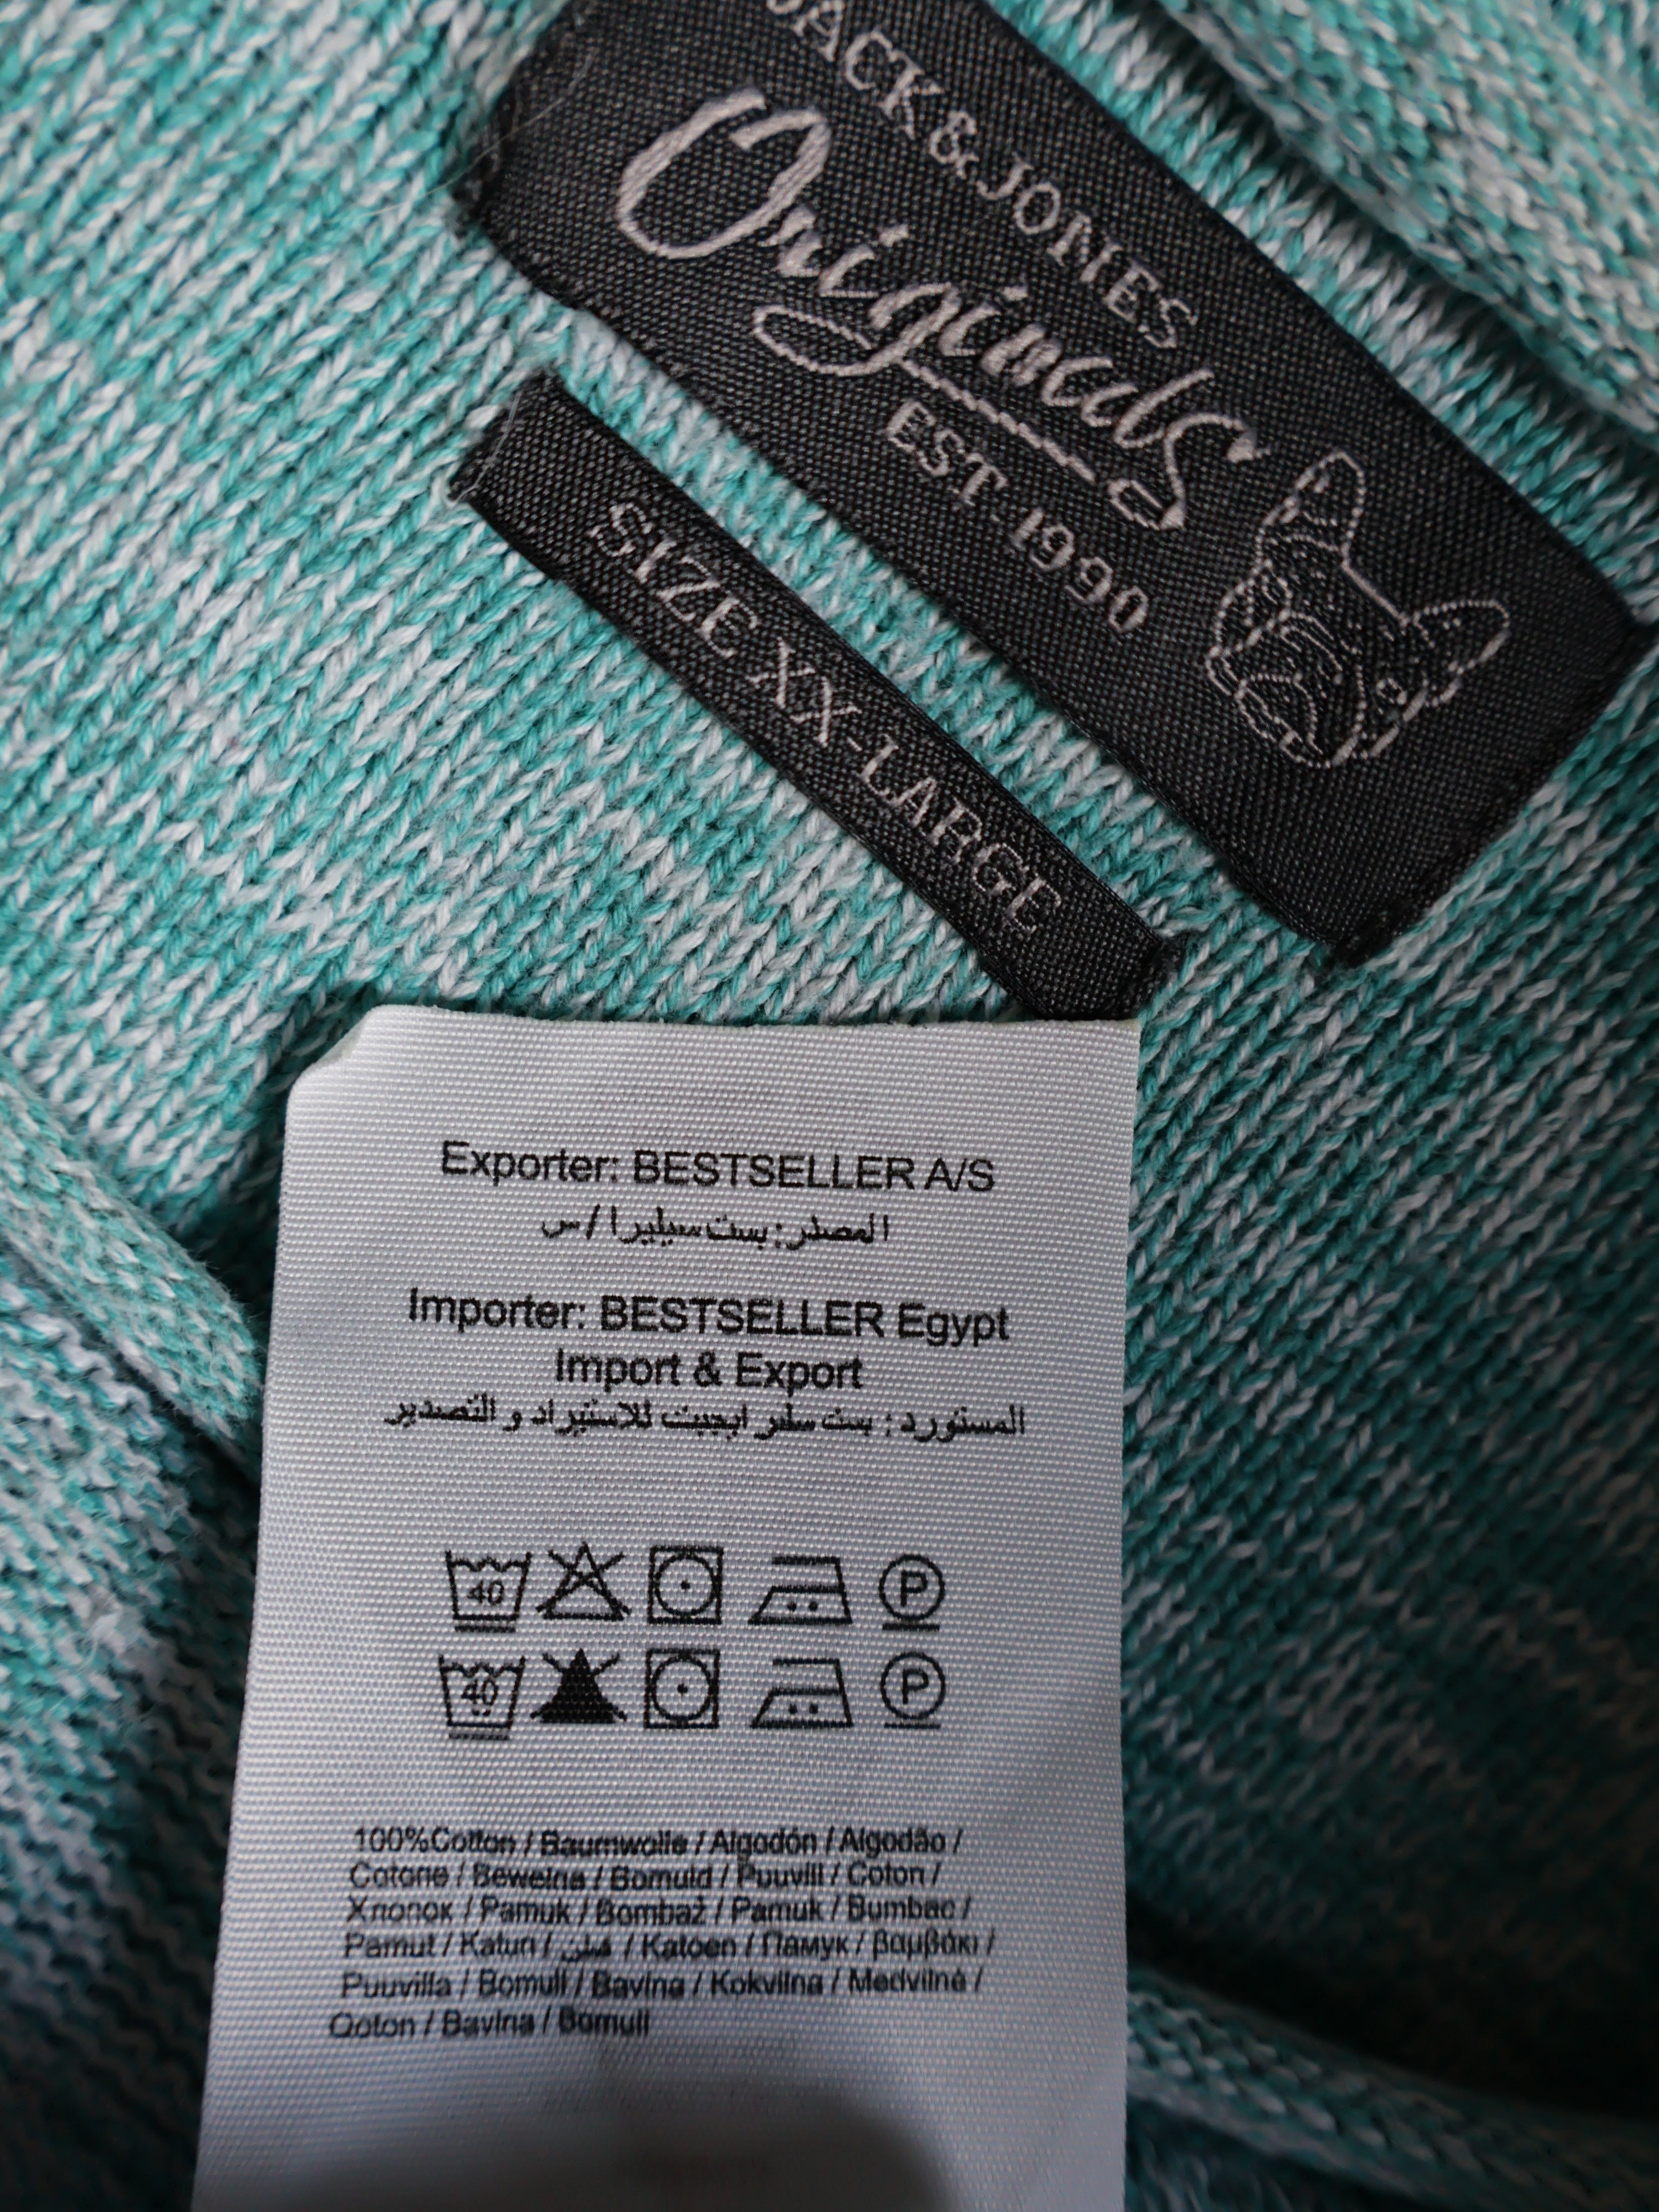 JACK&JONES
Originals
EST-1990
SIZE XX-LARGE
Exporter: BESTSELLER A/S
المصدر: بست سيليرا /س
Importer: BESTSELLER Egypt
Import & Export
المستورد: بست سلر ايجيبت للاستيراد و التصدير
40 P
40 P
100%Cotton / Baumwolle / Algodón / Algodão /
Cotone / Bewelna / Bomuld / Puuvill / Coton /
Хлопок / Pamuk / Bombaž / Pamuk / Bumbac /
Pamut / Katun / قطن / Katoen / Памук / βαμβάκι /
Puuvilla / Bomull / Bavlna / Kokvilna / Medvilnė /
Qoton / Bavlna / Bomull